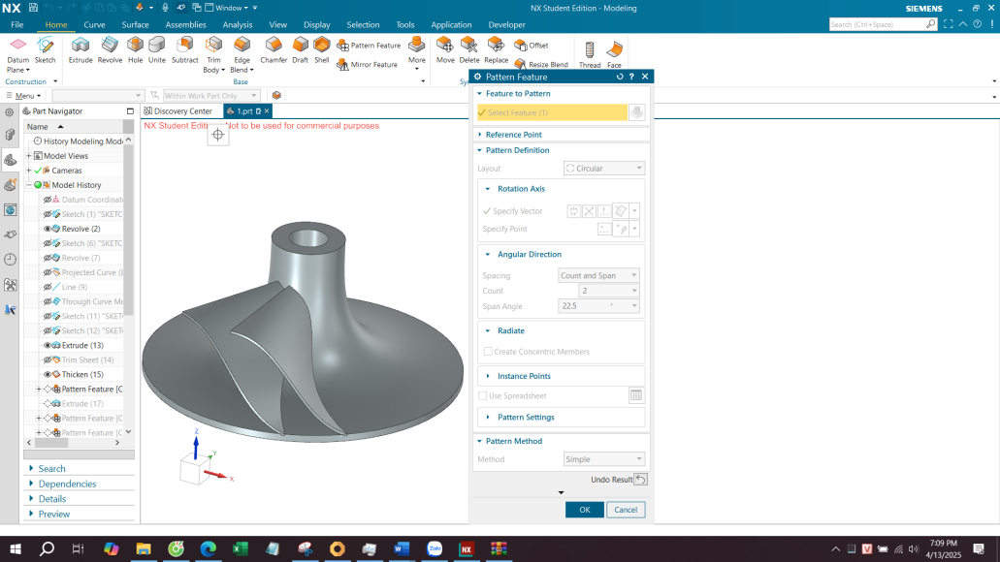 NX
Window
NX Student Edition - Modeling
SIEMENS
File Home Curve Surface Assemblies Analysis View Display Selection Tools Application Developer
Search (Ctrl+Space)
Datum Plane
Sketch
Extrude
Revolve
Hole
Unite
Subtract
Trim Body
Edge Blend
Chamfer
Draft
Shell
Pattern Feature
Mirror Feature
More
Move
Delete
Replace
Offset
Resize Blend
Thread
Face
Construction
Base
Menu
Within Work Part Only
Part Navigator
Discovery Center
1.prt
Name
NX Student Edition Not to be used for commercial purposes
History Modeling Mod
Model Views
Cameras
Model History
Datum Coordinat
Sketch (1) "SKETC
Revolve (2)
Sketch (6) "SKETC
Revolve (7)
Projected Curve (
Line (9)
Through Curve Me
Sketch (11) "SKET
Sketch (12) "SKET
Extrude (13)
Trim Sheet (14)
Thicken (15)
Pattern Feature [C
Extrude (17)
Pattern Feature [C
Pattern Feature [C
Search
Dependencies
Details
Preview
Z
Y
X
Pattern Feature
Feature to Pattern
Select Feature (1)
Reference Point
Pattern Definition
Layout Circular
Rotation Axis
Specify Vector
Specify Point
Angular Direction
Spacing Count and Span
Count 2
Span Angle 22.5 °
Radiate
Create Concentric Members
Instance Points
Use Spreadsheet
Pattern Settings
Pattern Method
Method Simple
Undo Result
OK Cancel
7:09 PM
4/13/2025